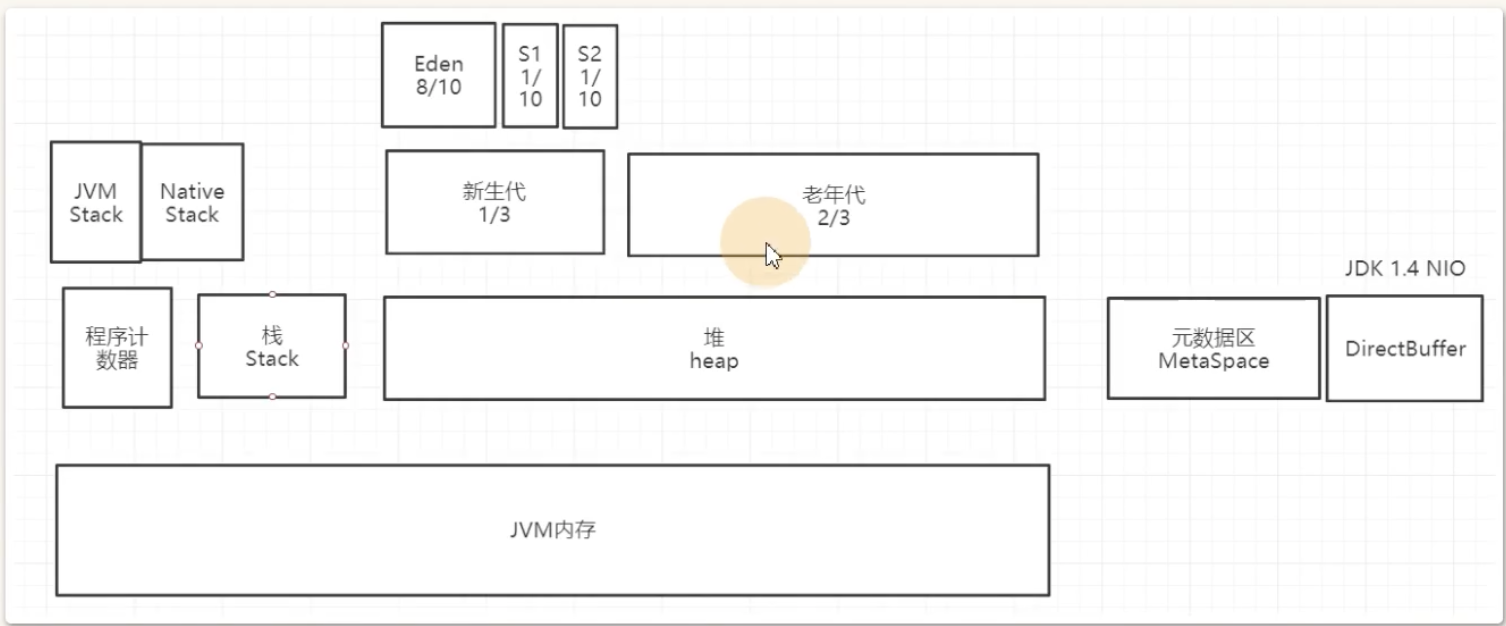 Eden
8/10
S1
1/
10
S2
1/
10
JVM
Stack
Native
Stack
新生代
1/3
老年代
2/3
JDK 1.4 NIO
程序计
数器
栈
Stack
堆
heap
元数据区
MetaSpace
DirectBuffer
JVM内存